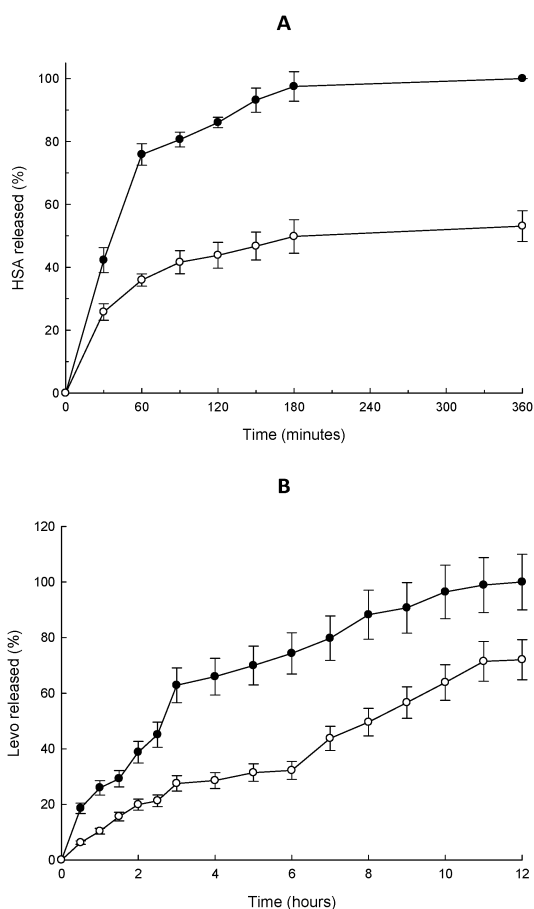 A
100
80
60
40
20
0
HSA released (%)
0 60 120 180 240 300 360
Time (minutes)
B
120
100
80
60
40
20
0
Levo released (%)
0 2 4 6 8 10 12
Time (hours)